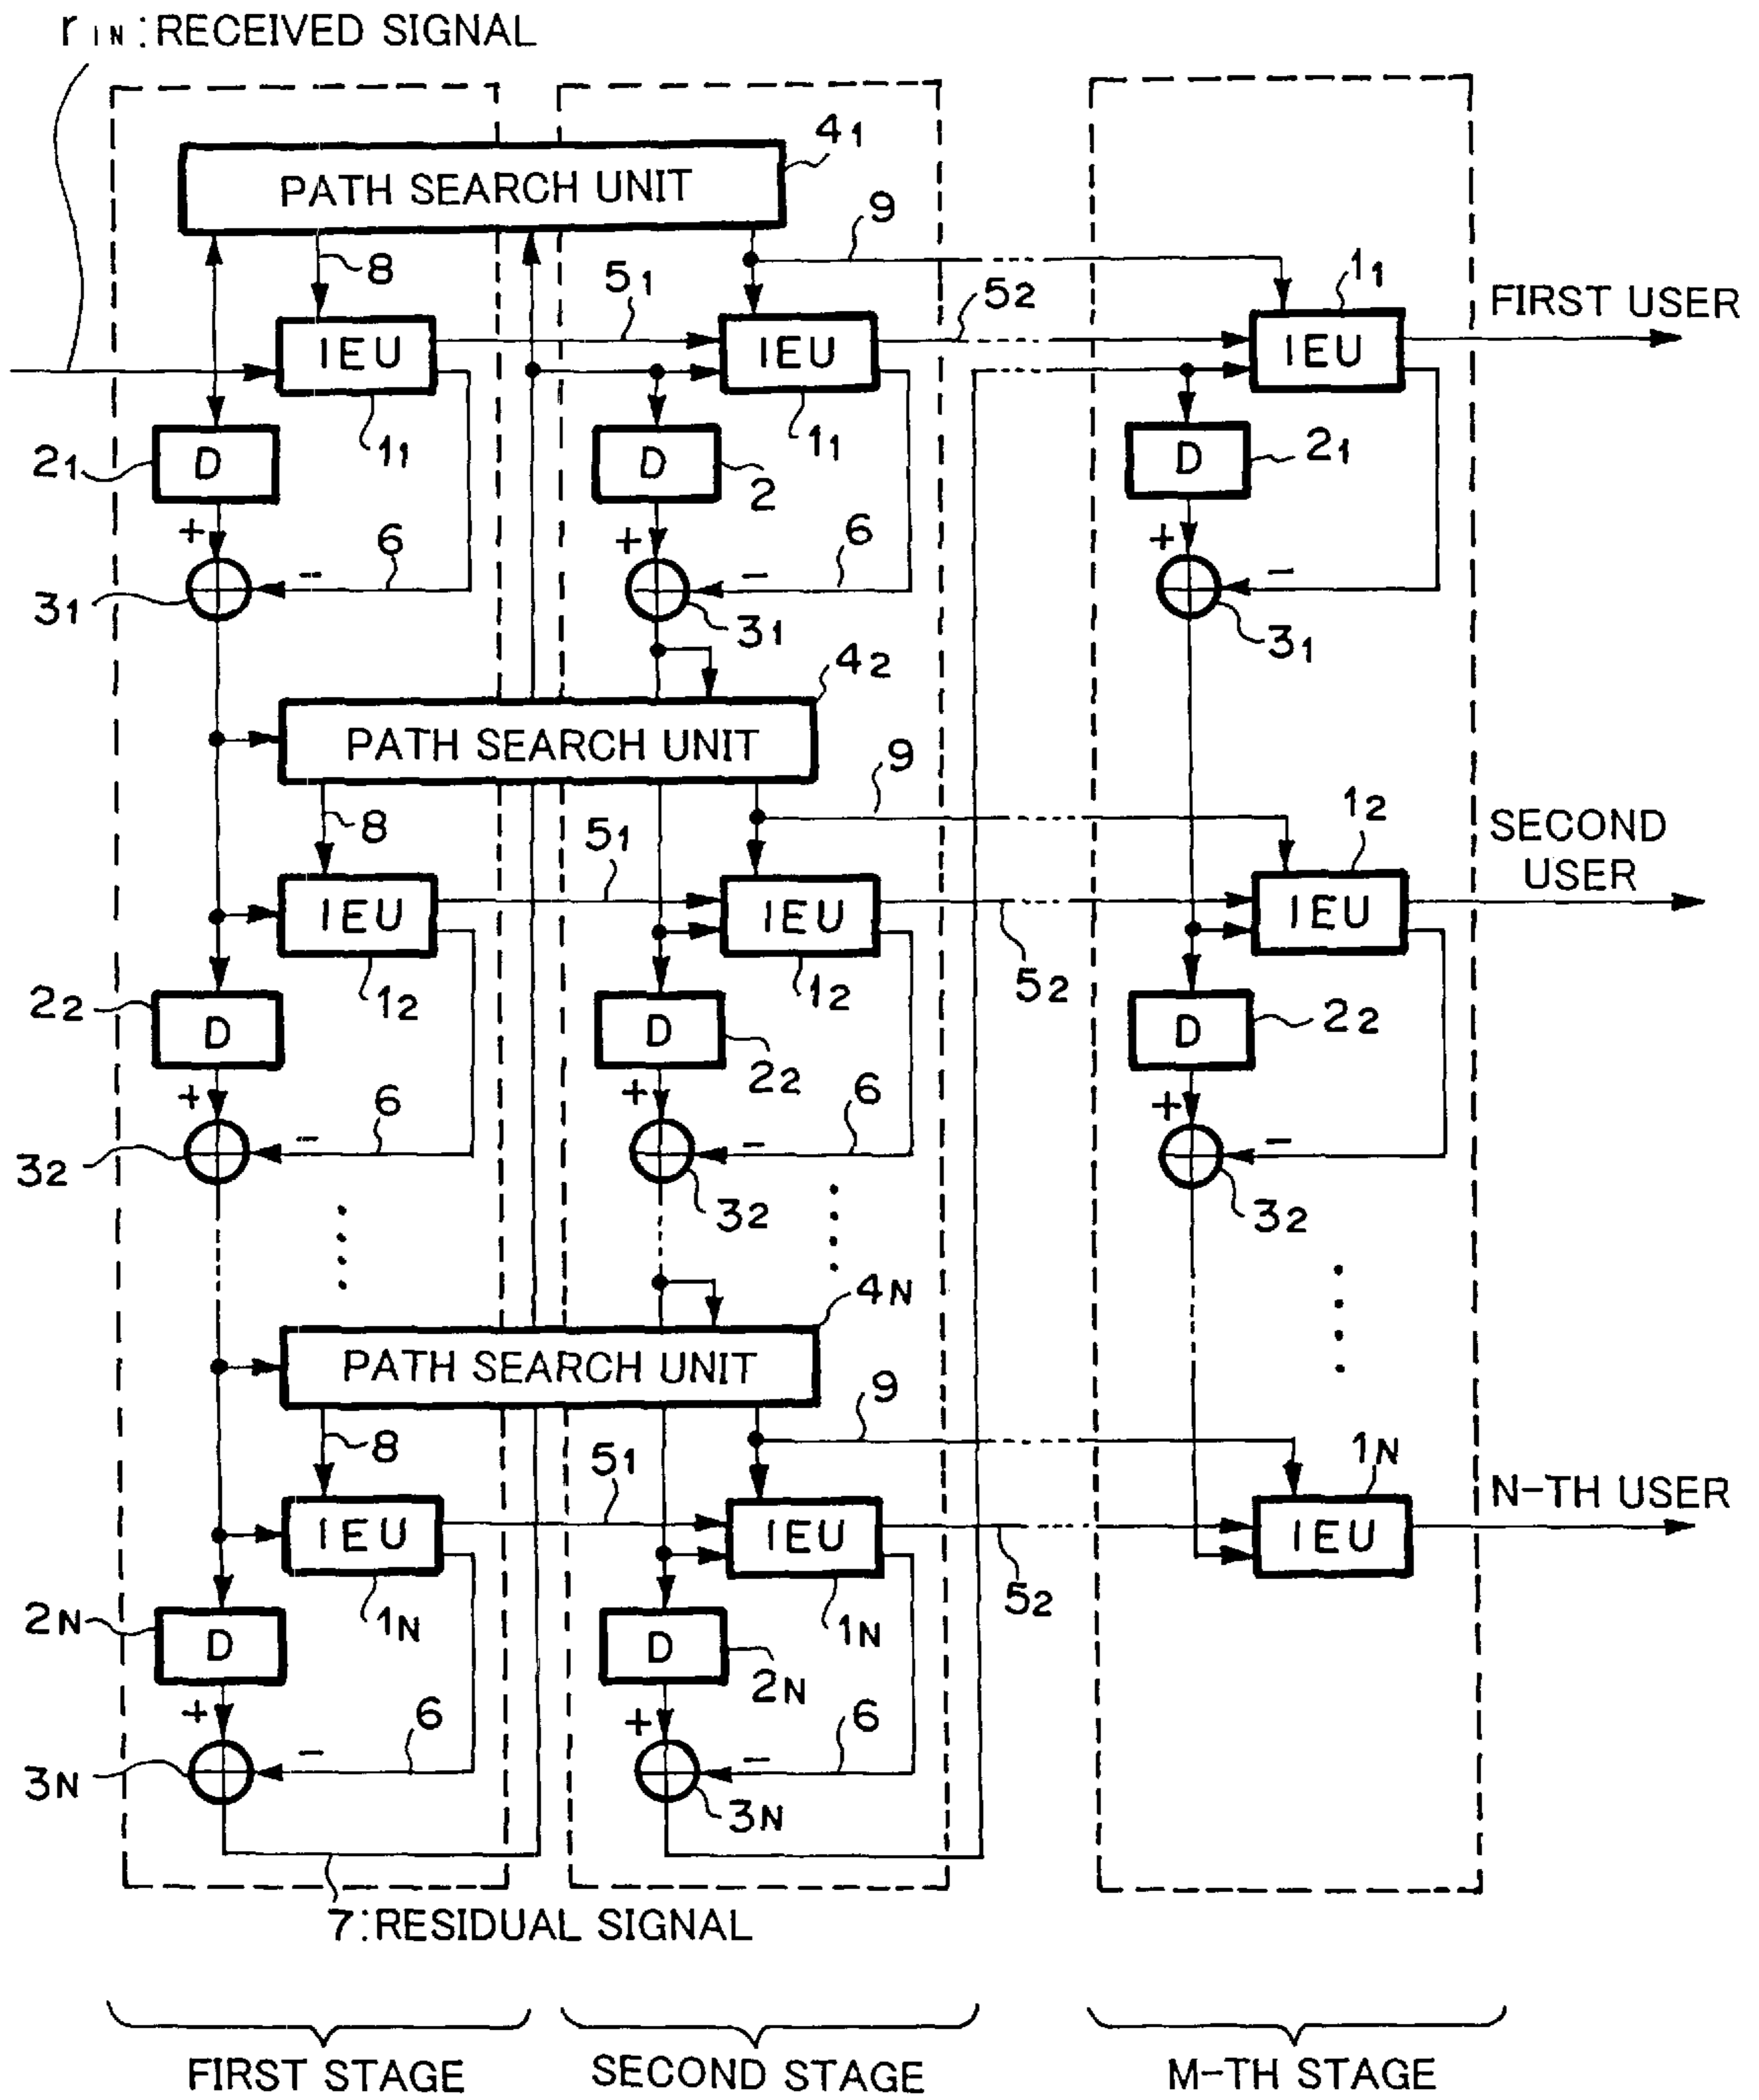 rIN:RECEIVED SIGNAL
41
PATH SEARCH UNIT
9
8
51
52
11
FIRST USER
IEU
IEU
IEU
21
D
11
D
2
11
D
21
+
6
+
6
+
-
-
-
31
31
31
42
PATH SEARCH UNIT
9
8
51
12
SECOND
USER
IEU
IEU
IEU
22
D
12
D
12
52
D
22
22
+
6
+
6
+
-
-
-
32
32
32
4N
PATH SEARCH UNIT
9
8
51
1N
N-TH USER
IEU
IEU
IEU
52
2N
D
1N
D
1N
2N
+
6
+
6
-
-
3N
3N
7:RESIDUAL SIGNAL
FIRST STAGE
SECOND STAGE
M-TH STAGE